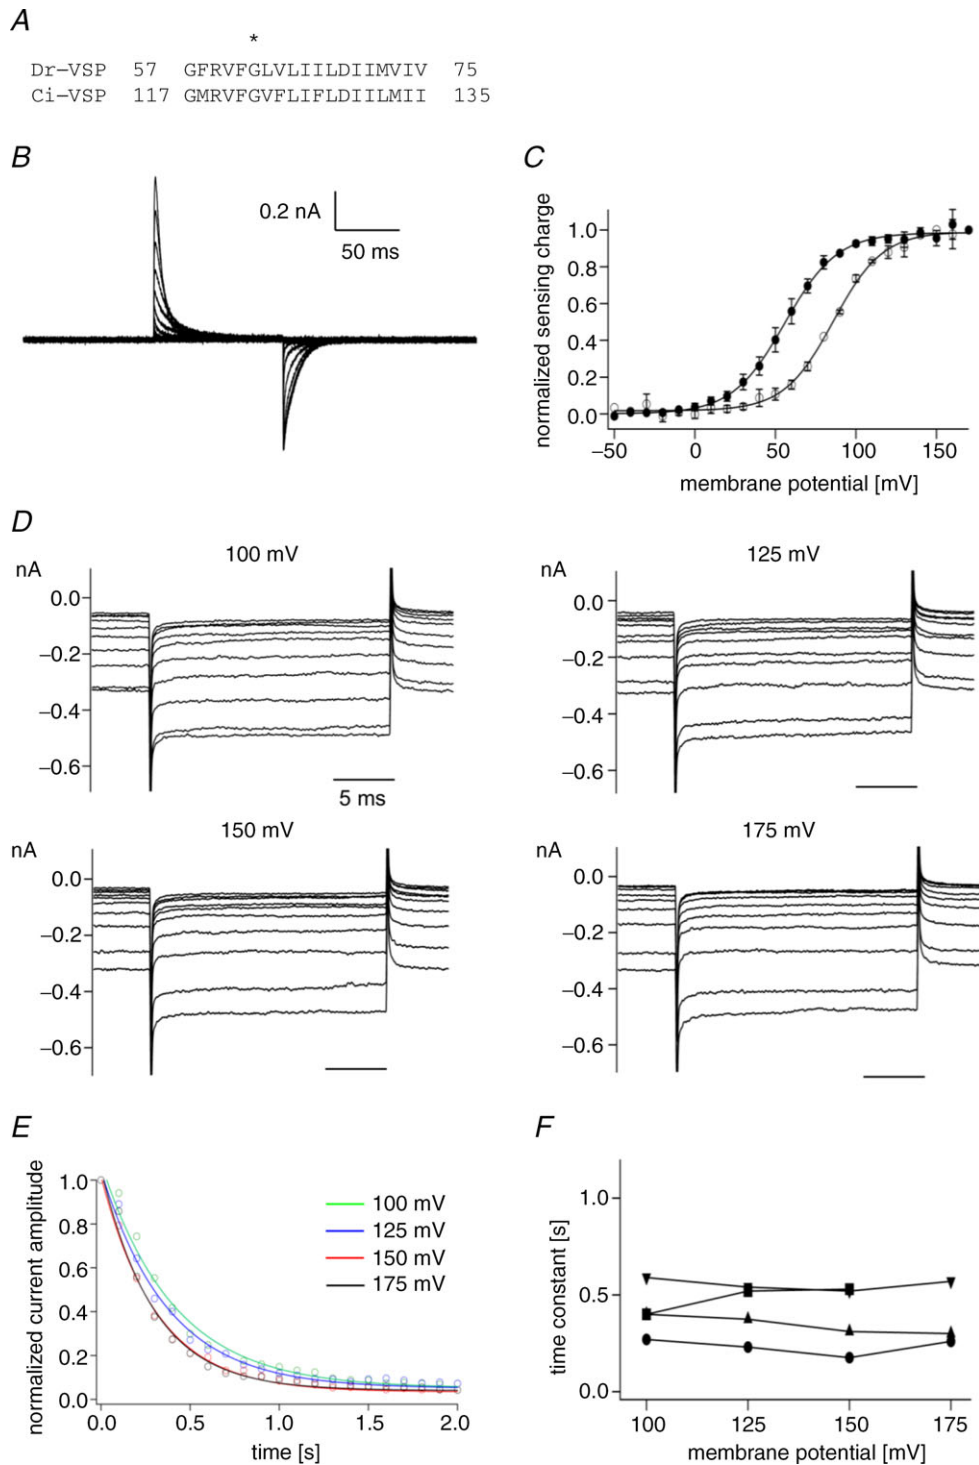 A
*
Dr–VSP 57 GFRVFGLVLIILDIIMVIV 75
Ci–VSP 117 GMRVFGVFLIFLDIILMII 135
B
0.2 nA
50 ms
C
normalized sensing charge
1.0
0.8
0.6
0.4
0.2
0.0
−50 0 50 100 150
membrane potential [mV]
D
100 mV
nA
0.0
−0.2
−0.4
−0.6
5 ms
125 mV
nA
0.0
−0.2
−0.4
−0.6
150 mV
nA
0.0
−0.2
−0.4
−0.6
175 mV
nA
0.0
−0.2
−0.4
−0.6
E
normalized current amplitude
1.0
0.8
0.6
0.4
0.2
0.0
100 mV
125 mV
150 mV
175 mV
0.0 0.5 1.0 1.5 2.0
time [s]
F
time constant [s]
1.0
0.5
0.0
100 125 150 175
membrane potential [mV]